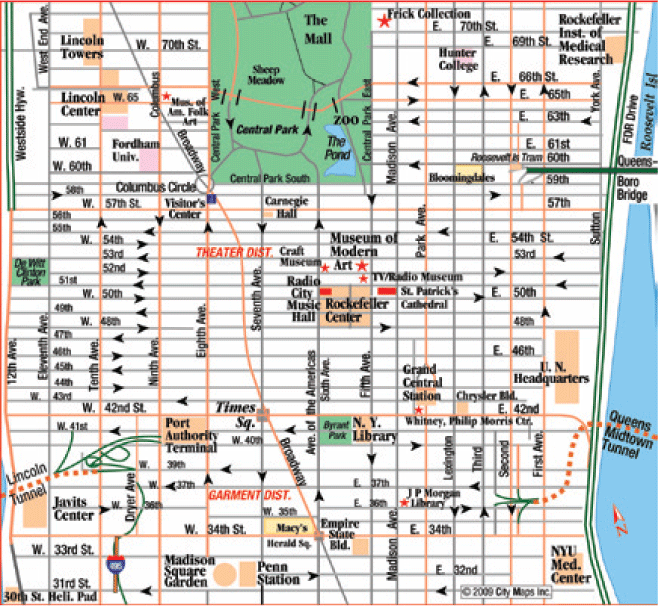 Frick Collection
E. 70th St.
Rockefeller
Inst. of
Medical
Research
The
Mall
West End Ave.
Lincoln
Towers
W. 70th St.
E. 69th St.
Hunter
College
Sheep
Meadow
E. 66th St.
Columbus
Lincoln
Center
W. 65
Mus. of
Am. Folk
Art
Central Park West
Central Park East
E. 65th
York Ave.
Westside Hyw.
Central Park
ZOO
E. 63th
FDR Drive
Roosevelt Isl
W. 61
Fordham
Univ.
Broadway
The
Pond
Madison Ave.
E. 61st
W. 60th
Roosevelt Is Tram
60th
Queens-
Boro
Bridge
Bloomingdales
59th
58th
Columbus Circle
Central Park South
W. 57th St.
Visitor's
Center
Carnegie
Hall
57th
56th
55th
Park Ave.
Sutton
W. 54th
E. 54th St.
Museum of
Modern
Art
THEATER DIST.
Craft
Museum
53rd
53rd
52nd
De Witt
Clinton
Park
51st
TV/Radio Museum
Radio
City
Music
Hall
W. 50th
St. Patrick's
Cathedral
E. 50th
Rockefeller
Center
Seventh Ave.
Eighth Ave.
49th
W. 48th
48th
47th
46th
45th
44th
W. 43rd
12th Ave.
Eleventh Ave.
Tenth Ave.
Ninth Ave.
E. 46th
U. N.
Headquarters
Ave. of the Americas
Sixth Ave.
Fifth Ave.
Grand
Central
Station
Chrysler Bld.
W. 42nd St.
Times
Sq.
E. 42nd
Whitney, Philip Morris Ctr.
W. 41st
Port
Authority
Terminal
W. 40th
Broadway
Bryant
Park
N. Y.
Library
Queens
Midtown
Tunnel
Lexington
Third
Second
First Ave.
W. 39th
Lincoln
Tunnel
W. 37th
E. 37th
GARMENT DIST.
Javits
Center
Dryer Ave
W. 36th
E. 36th
J P Morgan
Library
W. 35th
W. 34th St.
Macy's
Herald Sq.
Empire
State
Bld.
Madison Ave.
E. 34th
W. 33rd St.
495
Madison
Square
Garden
Penn
Station
E. 32nd
NYU
Med.
Center
31rd St.
30th St. Heli. Pad
© 2009 City Maps Inc.
N